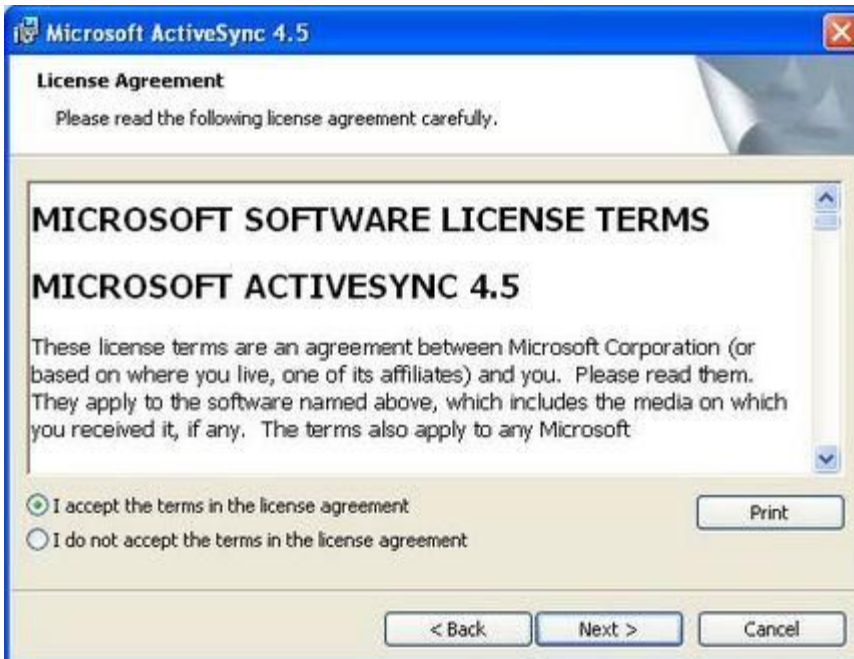 Microsoft ActiveSync 4.5
License Agreement
Please read the following license agreement carefully.
MICROSOFT SOFTWARE LICENSE TERMS
MICROSOFT ACTIVESYNC 4.5
These license terms are an agreement between Microsoft Corporation (or
based on where you live, one of its affiliates) and you.  Please read them.
They apply to the software named above, which includes the media on which
you received it, if any.  The terms also apply to any Microsoft
I accept the terms in the license agreement
Print
I do not accept the terms in the license agreement
< Back
Next >
Cancel